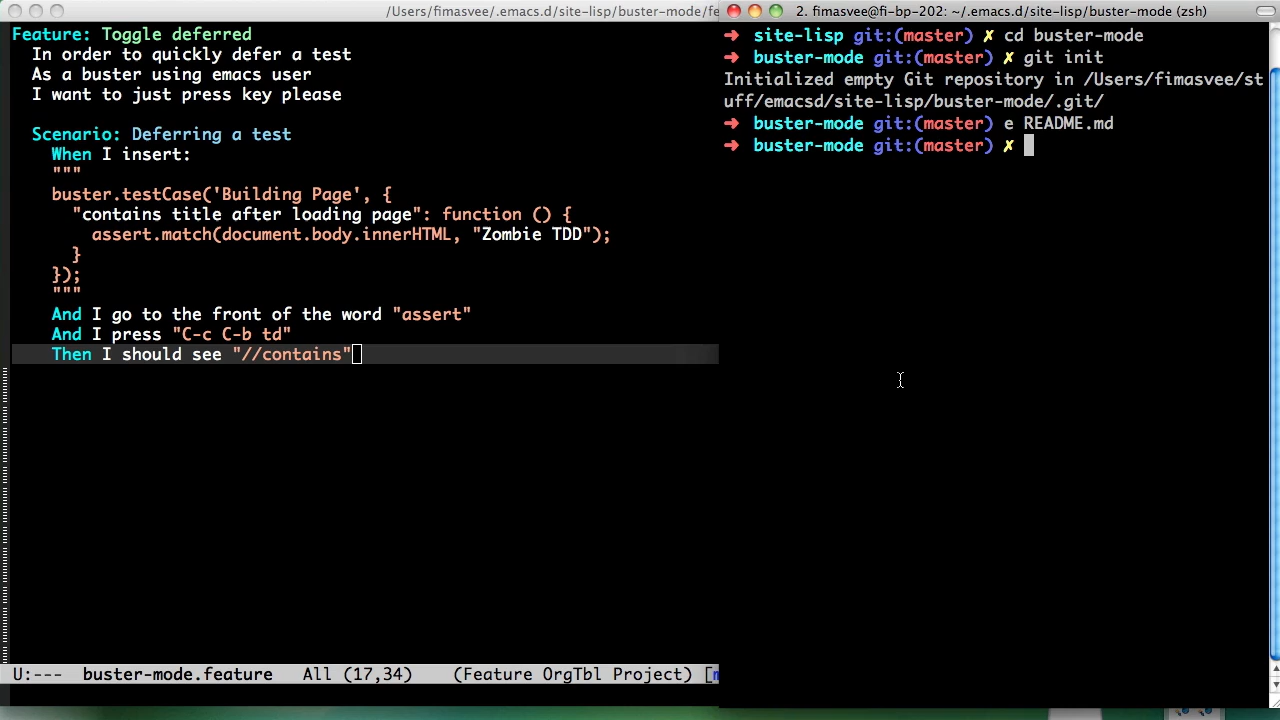 /Users/fimasvee/.emacs.d/site-lisp/buster-mode/fe
Feature: Toggle deferred
In order to quickly defer a test
As a buster using emacs user
I want to just press key please
Scenario: Deferring a test
When I insert:
"""
buster.testCase('Building Page', {
"contains title after loading page": function () {
assert.match(document.body.innerHTML, "Zombie TDD");
}
});
"""
And I go to the front of the word "assert"
And I press "C-c C-b td"
Then I should see "//contains"
U:--- buster-mode.feature All (17,34) (Feature OrgTbl Project) [m
2. fimasvee@fi-bp-202: ~/.emacs.d/site-lisp/buster-mode (zsh)
➜ site-lisp git:(master) ✗ cd buster-mode
➜ buster-mode git:(master) ✗ git init
Initialized empty Git repository in /Users/fimasvee/st
uff/emacsd/site-lisp/buster-mode/.git/
➜ buster-mode git:(master) e README.md
➜ buster-mode git:(master) ✗